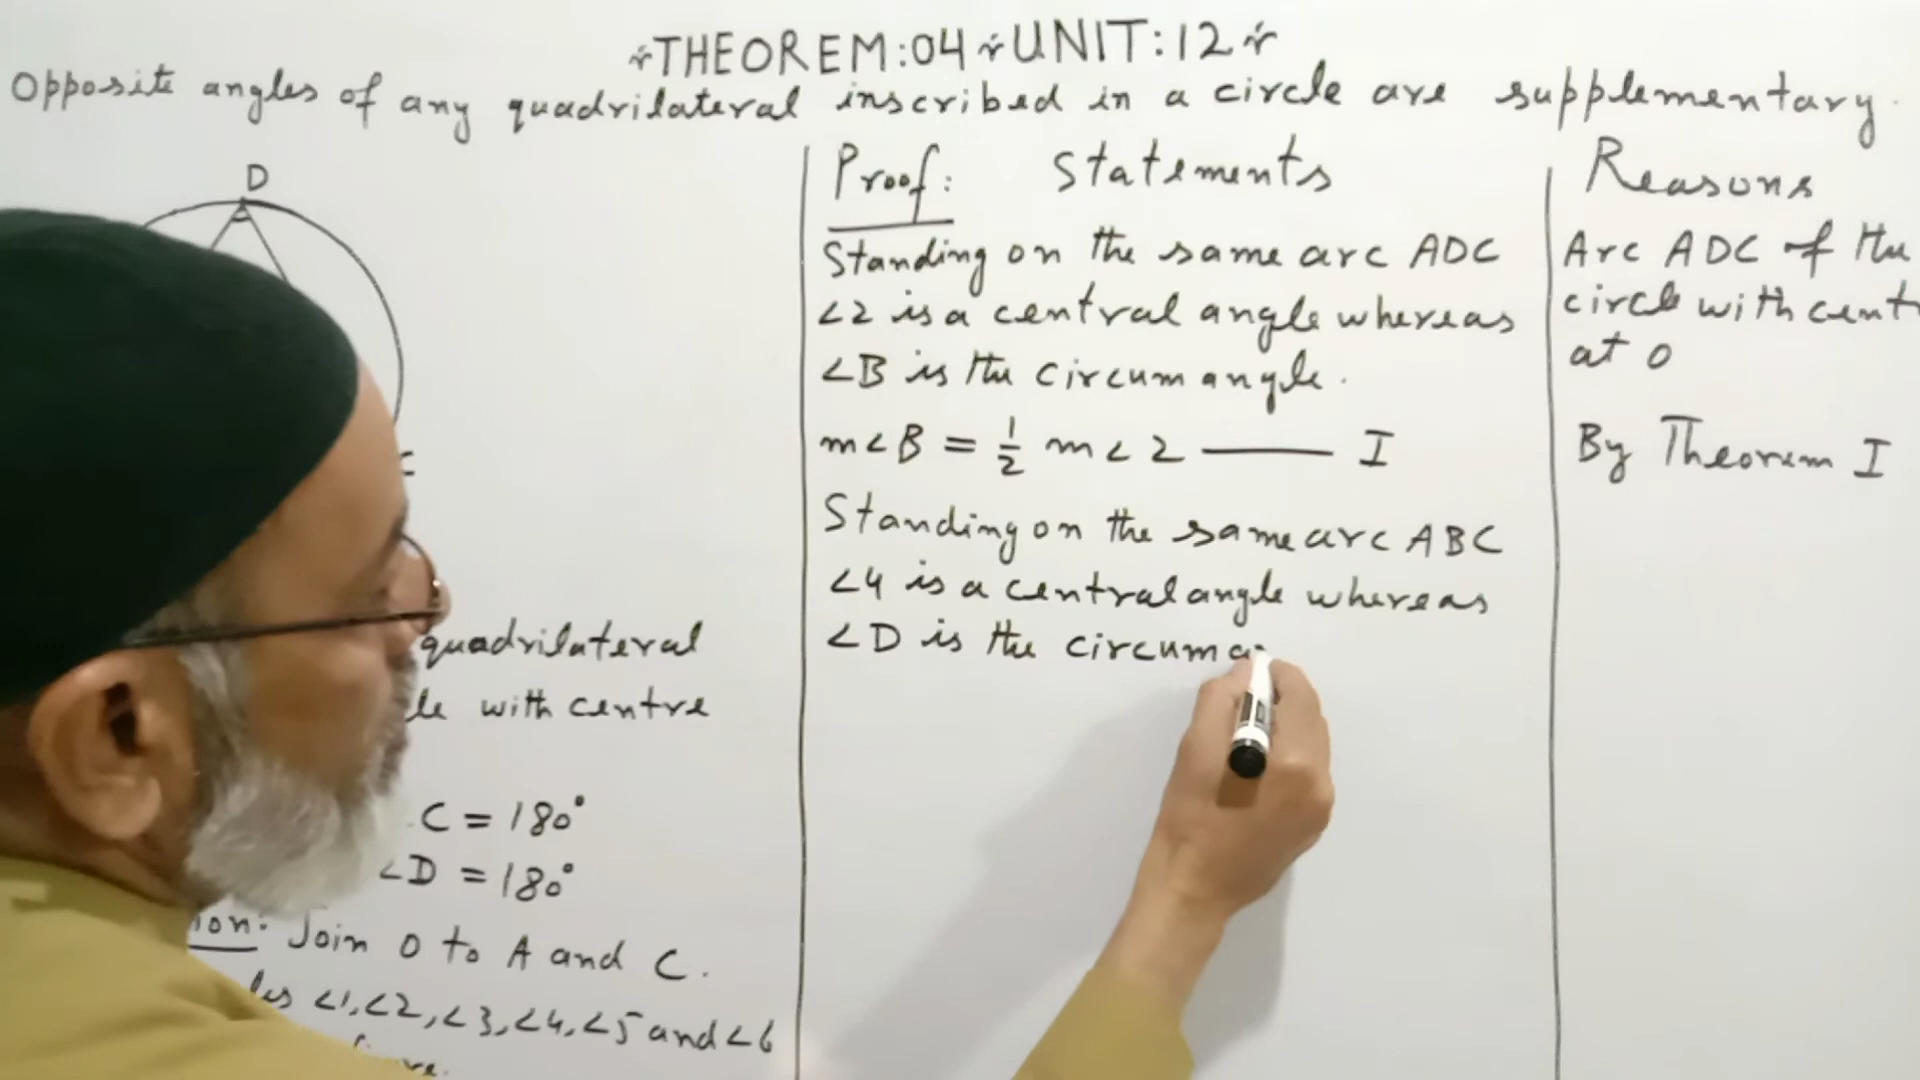 THEOREM:04 UNIT:12
Opposite angles of any quadrilateral inscribed in a circle are supplementary.
D
quadrilateral
with centre
C = 180°
∠D = 180°
Join O to A and C.
∠1, ∠2, ∠3, ∠4, ∠5 and ∠6
Proof: Statements
Standing on the same arc ADC
∠2 is a central angle whereas
∠B is the circumangle.
m∠B = 1/2 m∠2 —— I
Standing on the same arc ABC
∠4 is a central angle whereas
∠D is the circuma
Reasons
Arc ADC of the
circle with cent
at O
By Theorem I